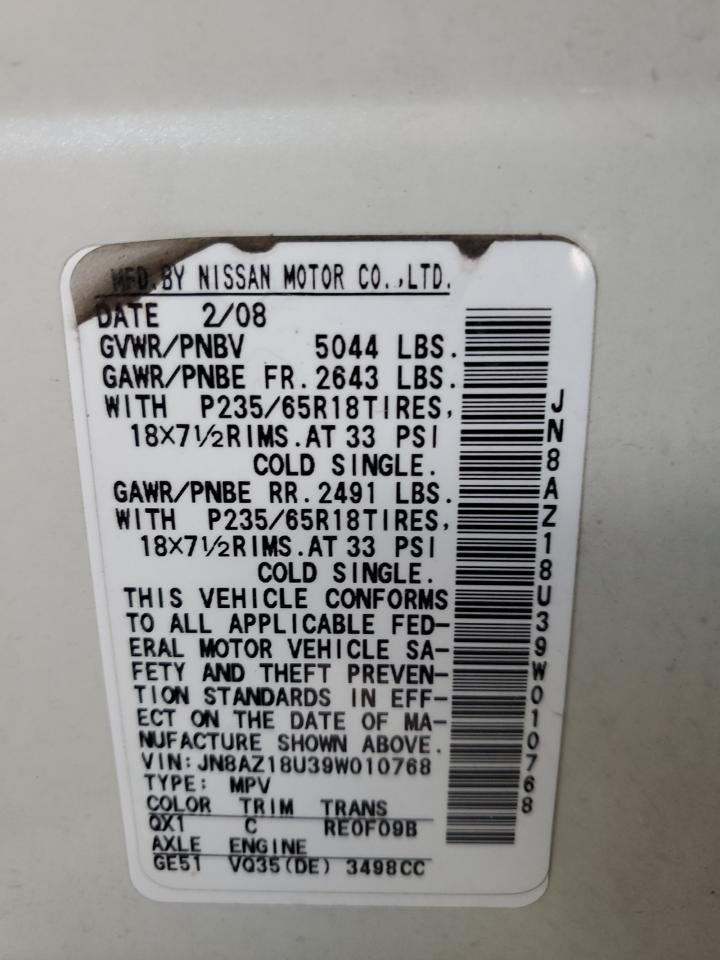 MFD.BY NISSAN MOTOR CO.,LTD.
DATE 2/08
GVWR/PNBV 5044 LBS.
GAWR/PNBE FR. 2643 LBS.
WITH P235/65R18TIRES,
18×7½RIMS.AT 33 PSI
COLD SINGLE.
GAWR/PNBE RR. 2491 LBS.
WITH P235/65R18TIRES,
18×7½RIMS.AT 33 PSI
COLD SINGLE.
THIS VEHICLE CONFORMS
TO ALL APPLICABLE FED-
ERAL MOTOR VEHICLE SA-
FETY AND THEFT PREVEN-
TION STANDARDS IN EFF-
ECT ON THE DATE OF MA-
NUFACTURE SHOWN ABOVE.
VIN:JN8AZ18U39W010768
TYPE: MPV
COLOR TRIM TRANS
QX1 C RE0F09B
AXLE ENGINE
GE51 VQ35(DE) 3498CC
JN8AZ18U39W010768